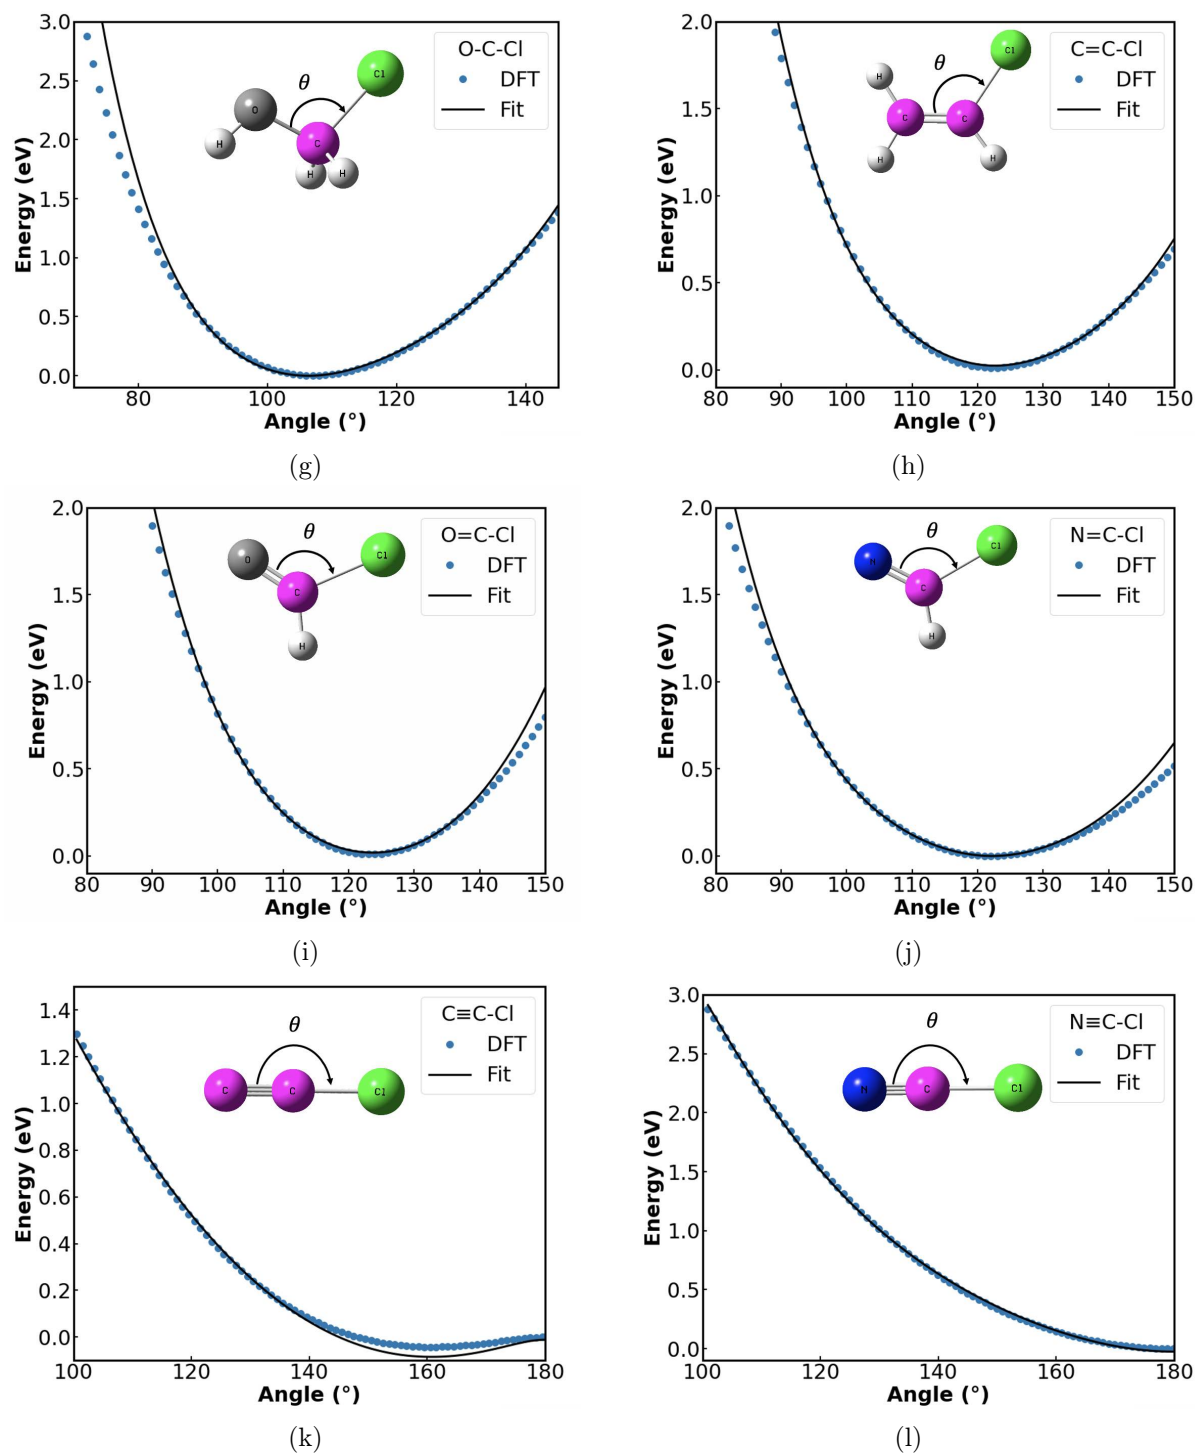 3.0
2.5
2.0
1.5
1.0
0.5
0.0
Energy (eV)
O-C-Cl
DFT
Fit
θ
O
Cl
H
C
H
H
80 100 120 140
Angle (°)
(g)
2.0
1.5
1.0
0.5
0.0
Energy (eV)
C=C-Cl
DFT
Fit
θ
Cl
H
C
C
H
H
80 90 100 110 120 130 140 150
Angle (°)
(h)
2.0
1.5
1.0
0.5
0.0
Energy (eV)
O=C-Cl
DFT
Fit
θ
O
Cl
C
H
80 90 100 110 120 130 140 150
Angle (°)
(i)
2.0
1.5
1.0
0.5
0.0
Energy (eV)
N=C-Cl
DFT
Fit
θ
N
Cl
C
H
80 90 100 110 120 130 140 150
Angle (°)
(j)
1.4
1.2
1.0
0.8
0.6
0.4
0.2
0.0
Energy (eV)
C≡C-Cl
DFT
Fit
θ
C
C
Cl
100 120 140 160 180
Angle (°)
(k)
3.0
2.5
2.0
1.5
1.0
0.5
0.0
Energy (eV)
N≡C-Cl
DFT
Fit
θ
N
C
Cl
100 120 140 160 180
Angle (°)
(l)